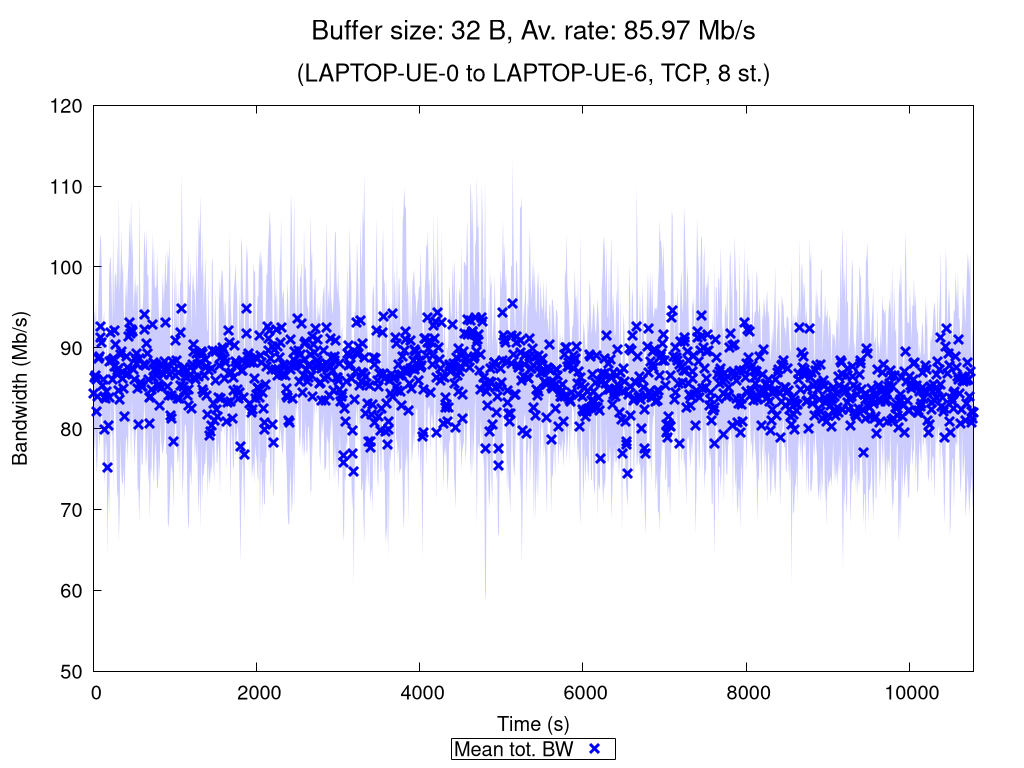 Buffer size: 32 B, Av. rate: 85.97 Mb/s
(LAPTOP-UE-0 to LAPTOP-UE-6, TCP, 8 st.)
120
110
100
90
80
70
60
50
Bandwidth (Mb/s)
0 2000 4000 6000 8000 10000
Time (s)
Mean tot. BW